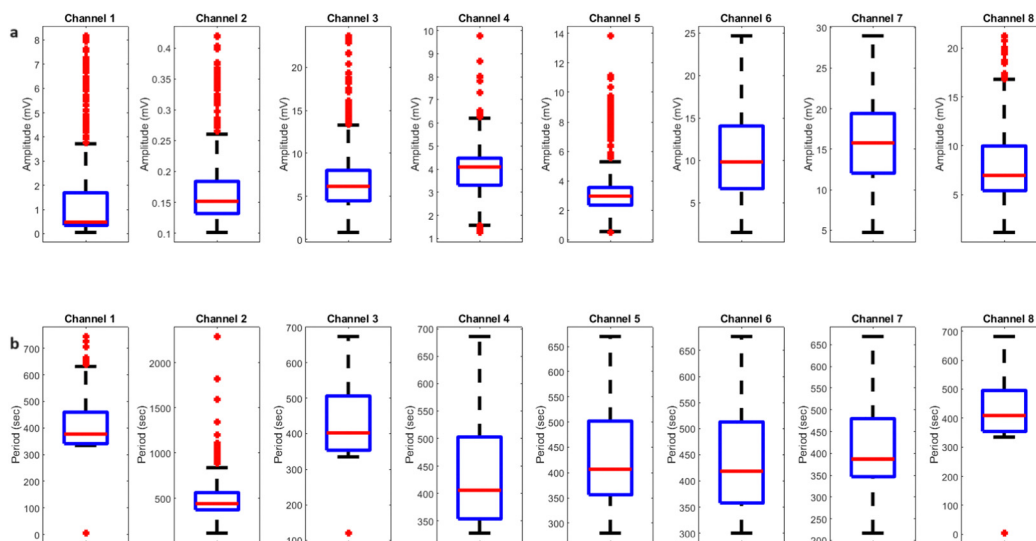 a
Channel 1 Channel 2 Channel 3 Channel 4 Channel 5 Channel 6 Channel 7 Channel 8
Amplitude (mV) Amplitude (mV) Amplitude (mV) Amplitude (mV) Amplitude (mV) Amplitude (mV) Amplitude (mV) Amplitude (mV)
8 7 6 5 4 3 2 1 0
0.4 0.35 0.3 0.25 0.2 0.15 0.1
20 15 10 5 0
10 9 8 7 6 5 4 3 2 1
14 12 10 8 6 4 2 0
25 20 15 10 5
30 25 20 15 10 5
20 15 10 5
b
Channel 1 Channel 2 Channel 3 Channel 4 Channel 5 Channel 6 Channel 7 Channel 8
Period (sec) Period (sec) Period (sec) Period (sec) Period (sec) Period (sec) Period (sec) Period (sec)
700 600 500 400 300 200 100 0
2000 1500 1000 500
700 600 500 400 300 200 100
700 650 600 550 500 450 400 350
650 600 550 500 450 400 350 300
650 600 550 500 450 400 350 300
650 600 550 500 450 400 350 300 250 200
700 600 500 400 300 200 100 0